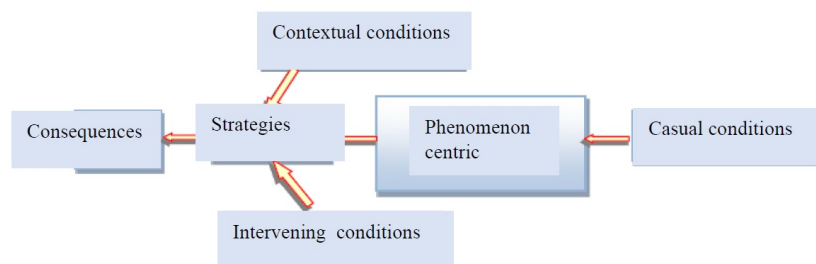 Contextual conditions
Consequences
Strategies
Phenomenon
centric
Casual conditions
Intervening conditions